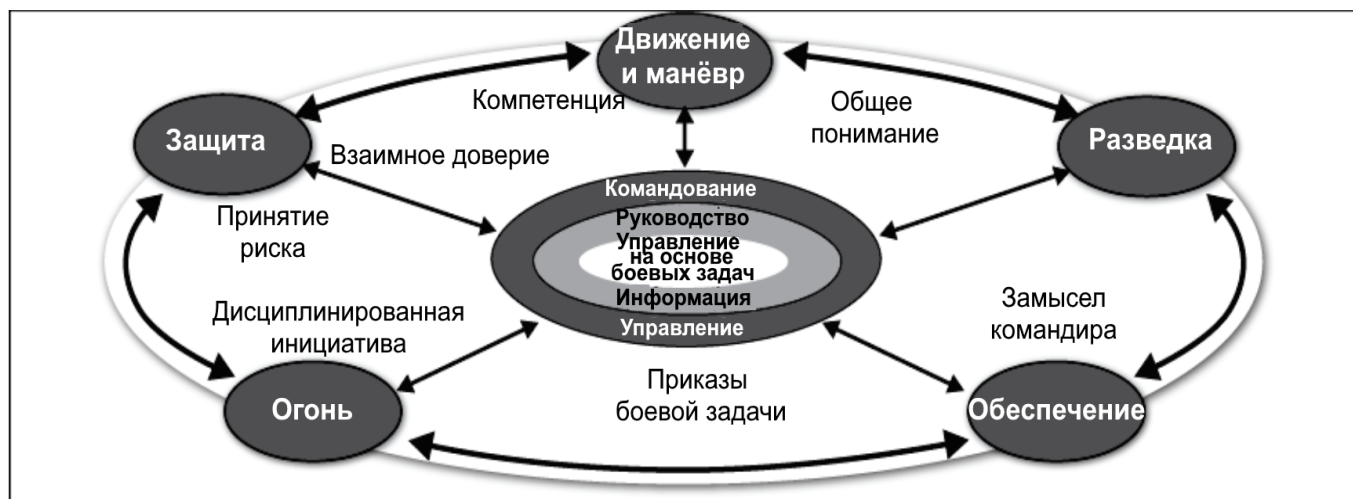 Движение
и манёвр
Компетенция
Общее
понимание
Защита
Разведка
Взаимное доверие
Командование
Руководство
Управление
на основе
боевых задач
Информация
Управление
Принятие
риска
Дисциплинированная
инициатива
Замысел
командира
Приказы
боевой задачи
Огонь
Обеспечение